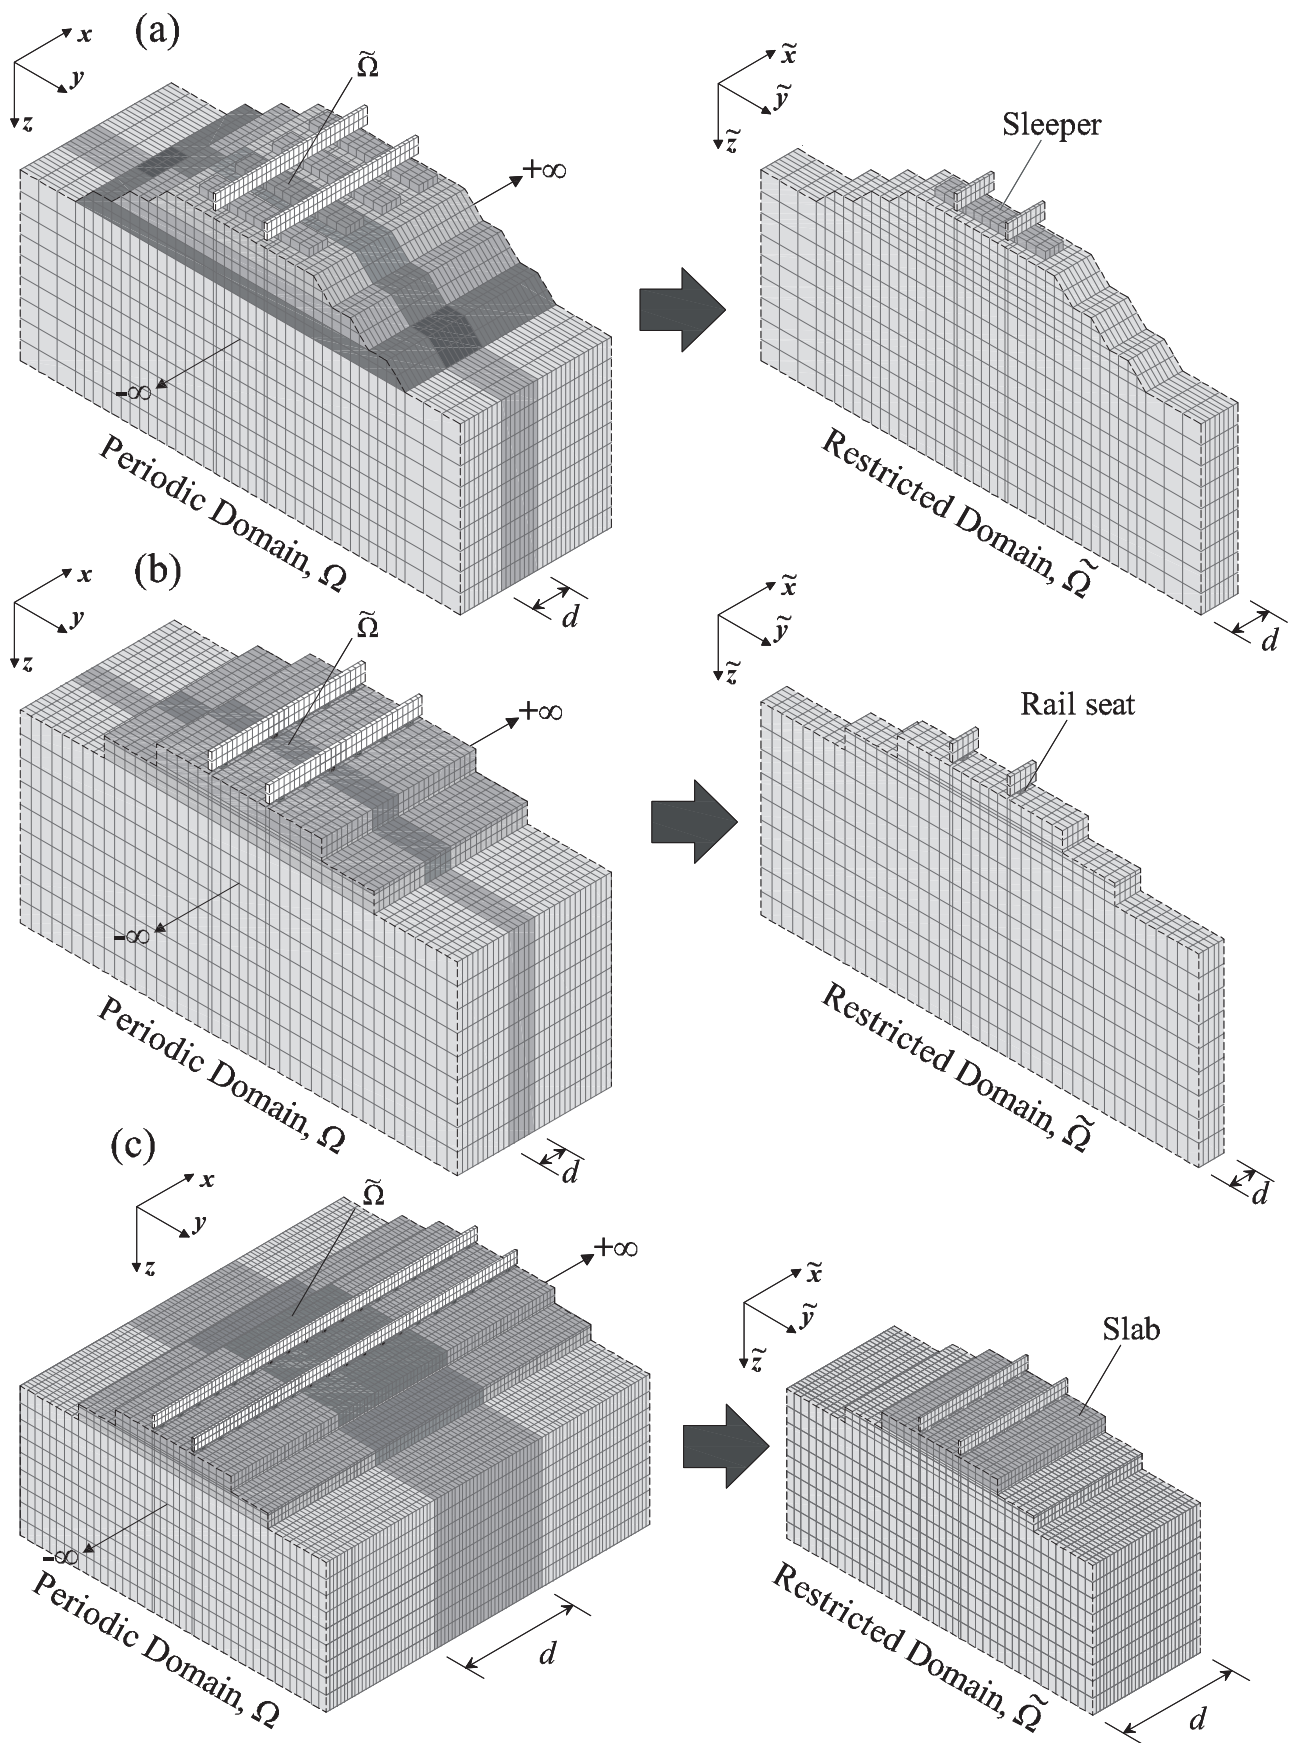 (a)
x
y
z
Ω̃
+∞
-∞
Periodic Domain, Ω
d
x̃
ỹ
z̃
Sleeper
Restricted Domain, Ω̃
d
(b)
x
y
z
Ω̃
+∞
-∞
Periodic Domain, Ω
d
x̃
ỹ
z̃
Rail seat
Restricted Domain, Ω̃
d
(c)
x
y
z
Ω̃
+∞
-∞
Periodic Domain, Ω
d
x̃
ỹ
z̃
Slab
Restricted Domain, Ω̃
d